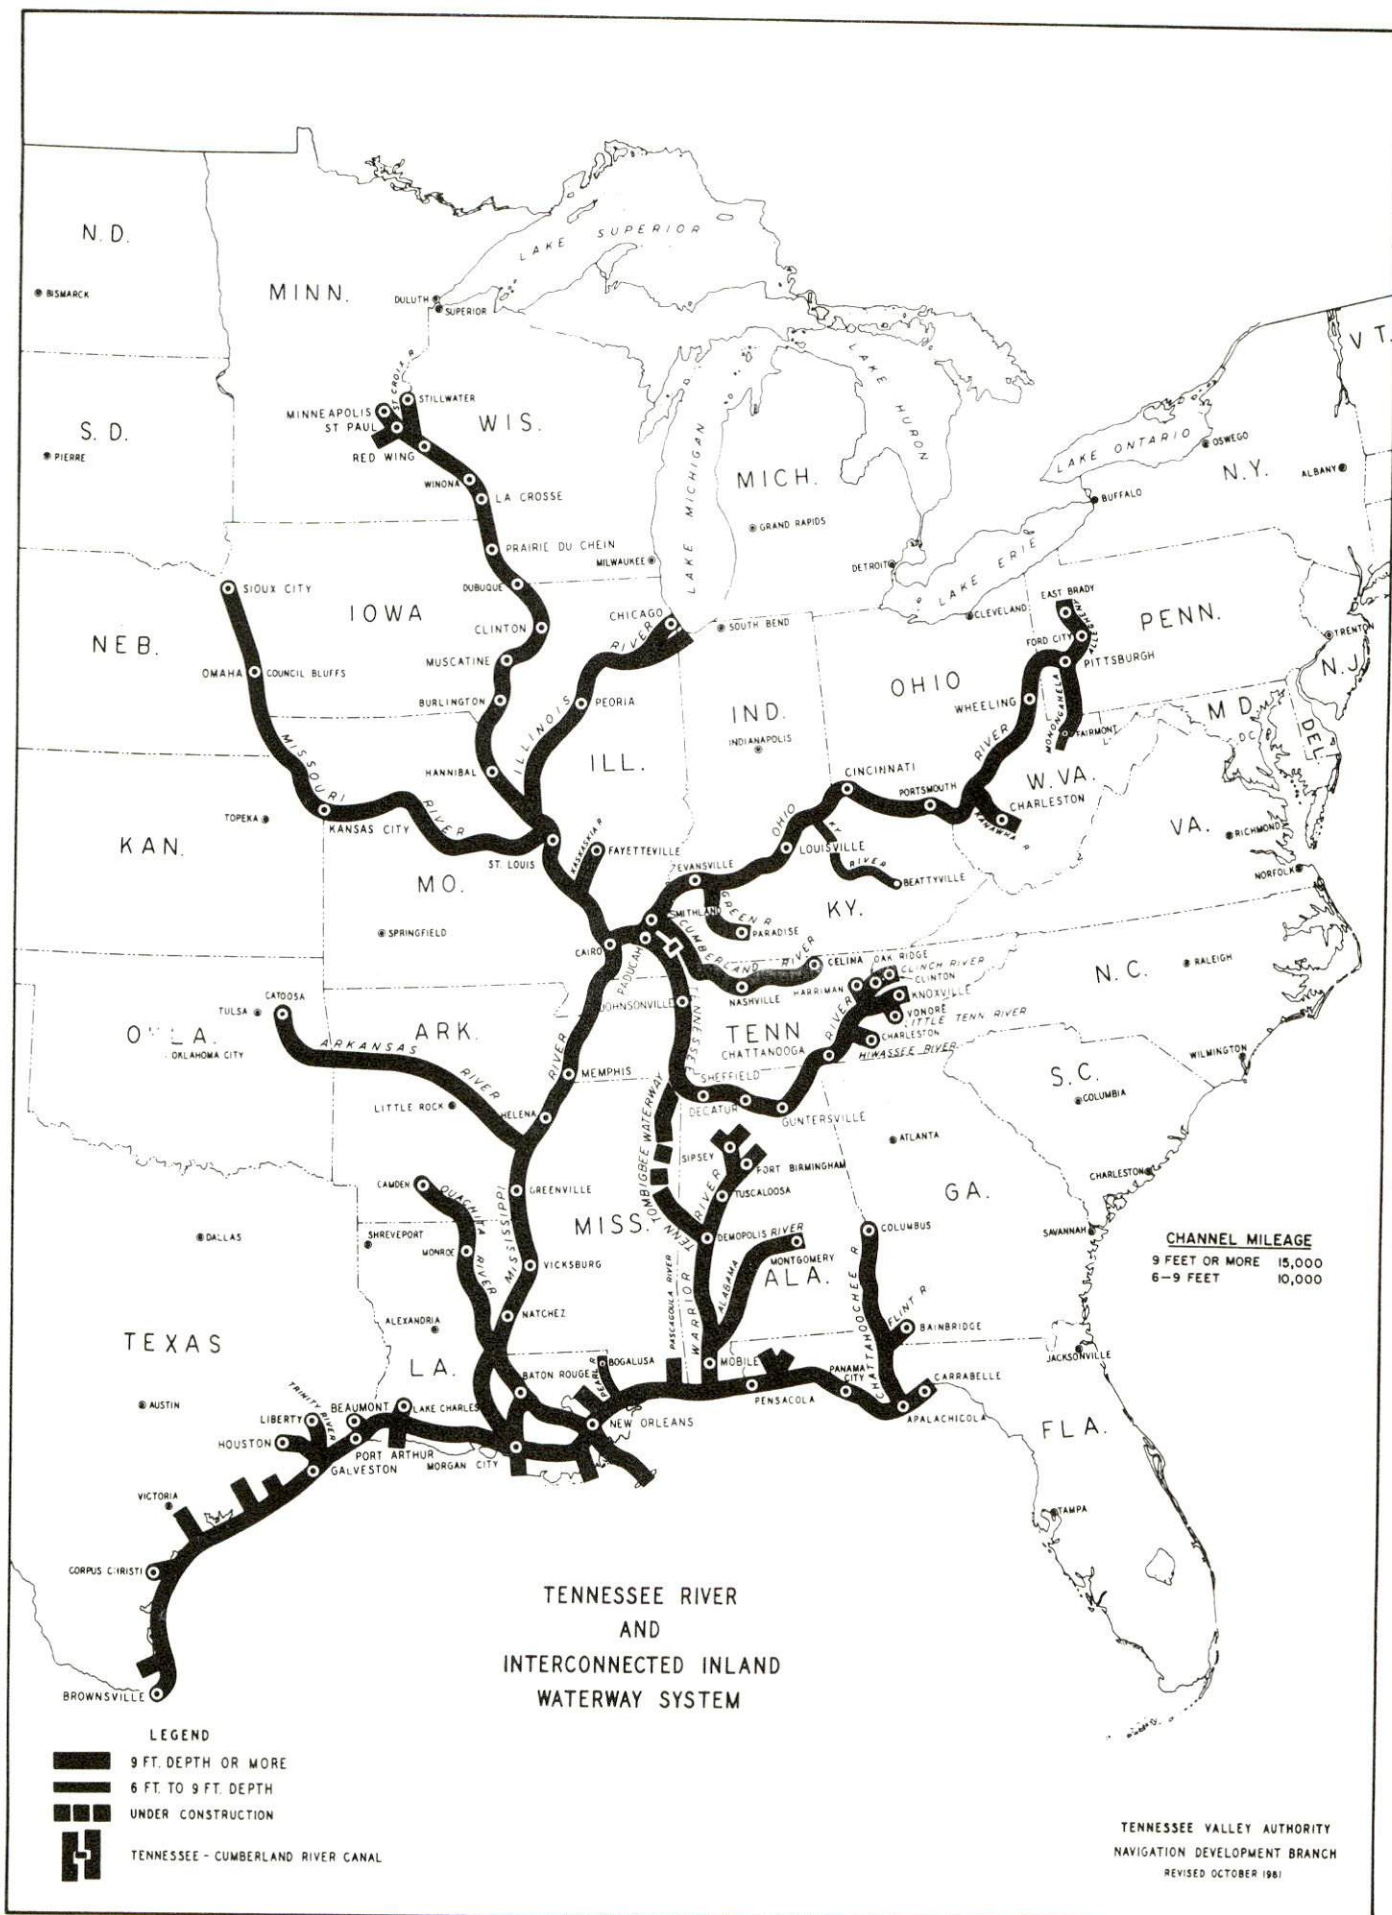 N.D.
BISMARCK
MINN.
DULUTH
SUPERIOR
LAKE SUPERIOR
S.D.
PIERRE
ST CROIX R
STILLWATER
MINNEAPOLIS
ST PAUL
RED WING
WIS.
WINONA
LA CROSSE
PRAIRIE DU CHEIN
MILWAUKEE
DUBUQUE
LAKE MICHIGAN
LAKE HURON
MICH.
GRAND RAPIDS
DETROIT
LAKE ONTARIO
OSWEGO
V T.
N.Y.
ALBANY
BUFFALO
LAKE ERIE
CLEVELAND
SIOUX CITY
IOWA
NEB.
OMAHA
COUNCIL BLUFFS
CLINTON
MUSCATINE
BURLINGTON
CHICAGO
SOUTH BEND
ILLINOIS RIVER
PEORIA
IND.
INDIANAPOLIS
OHIO
EAST BRADY
FORD CITY
ALLEGHENY
PENN.
PITTSBURGH
TRENTON
N.J.
WHEELING
MONONGAHELA
FAIRMONT
M D.
D.C.
DEL.
MISSOURI RIVER
HANNIBAL
ILL.
CINCINNATI
PORTSMOUTH
OHIO RIVER
W.VA.
CHARLESTON
KANAWHA R
VA.
RICHMOND
NORFOLK
TOPEKA
KANSAS CITY
KAN.
ST. LOUIS
KASKASKIA R
FAYETTEVILLE
MO.
SPRINGFIELD
EVANSVILLE
LOUISVILLE
KY RIVER
BEATTYVILLE
SMITHLAND
GREEN R
PARADISE
KY.
CAIRO
PADUCAH
CUMBERLAND RIVER
CELINA
OAK RIDGE
CLINCH RIVER
CLINTON
HARRIMAN
KNOXVILLE
VONORE
LITTLE TENN RIVER
CHARLESTON
HIWASSEE RIVER
N.C.
RALEIGH
WILMINGTON
CATOOSA
TULSA
OKLA.
OKLAHOMA CITY
ARK.
ARKANSAS RIVER
LITTLE ROCK
JOHNSONVILLE
NASHVILLE
TENN
TENNESSEE RIVER
CHATTANOOGA
MEMPHIS
HELENA
SHEFFIELD
DECATUR
GUNTERSVILLE
S.C.
COLUMBIA
ATLANTA
CHARLESTON
CAMDEN
OUACHITA RIVER
GREENVILLE
MISS.
TENN TOMBIGBEE WATERWAY
SIPSEY
PORT BIRMINGHAM
TUSCALOOSA
GA.
DALLAS
SHREVEPORT
MONROE
MISSISSIPPI RIVER
VICKSBURG
DEMOPOLIS
WARRIOR RIVER
ALABAMA RIVER
MONTGOMERY
ALA.
COLUMBUS
SAVANNAH
CHANNEL MILEAGE
9 FEET OR MORE 15,000
6-9 FEET 10,000
NATCHEZ
ALEXANDRIA
PASCAGOULA RIVER
CHATTAHOOCHEE R
FLINT R
BAINBRIDGE
JACKSONVILLE
TEXAS
AUSTIN
LA.
BATON ROUGE
PEARL R
BOGALUSA
MOBILE
PENSACOLA
PANAMA CITY
CARRABELLE
APALACHICOLA
TRINITY RIVER
BEAUMONT
LAKE CHARLES
LIBERTY
NEW ORLEANS
HOUSTON
PORT ARTHUR
GALVESTON
MORGAN CITY
FLA.
VICTORIA
TAMPA
CORPUS CHRISTI
BROWNSVILLE
TENNESSEE RIVER
AND
INTERCONNECTED INLAND
WATERWAY SYSTEM
LEGEND
9 FT. DEPTH OR MORE
6 FT. TO 9 FT. DEPTH
UNDER CONSTRUCTION
TENNESSEE - CUMBERLAND RIVER CANAL
TENNESSEE VALLEY AUTHORITY
NAVIGATION DEVELOPMENT BRANCH
REVISED OCTOBER 1981